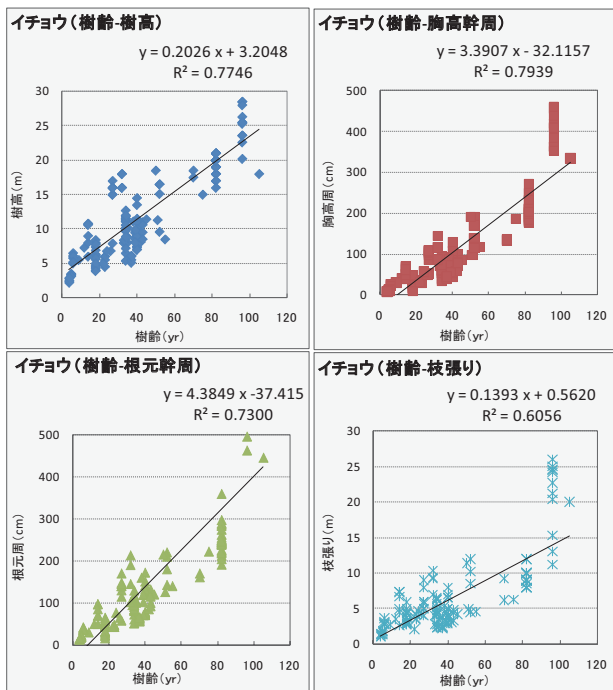 イチョウ(樹齢-樹高)
y = 0.2026 x + 3.2048
R² = 0.7746
30
25
20
15
10
5
0
樹高(m)
0 20 40 60 80 100 120
樹齢(yr)
イチョウ(樹齢-胸高幹周)
y = 3.3907 x - 32.1157
R² = 0.7939
500
400
300
200
100
0
胸高周(cm)
0 20 40 60 80 100 120
樹齢(yr)
イチョウ(樹齢-根元幹周)
y = 4.3849 x -37.415
R² = 0.7300
500
400
300
200
100
0
根元周(cm)
0 20 40 60 80 100 120
樹齢(yr)
イチョウ(樹齢-枝張り)
y = 0.1393 x + 0.5620
R² = 0.6056
30
25
20
15
10
5
0
枝張り(m)
0 20 40 60 80 100 120
樹齢(yr)